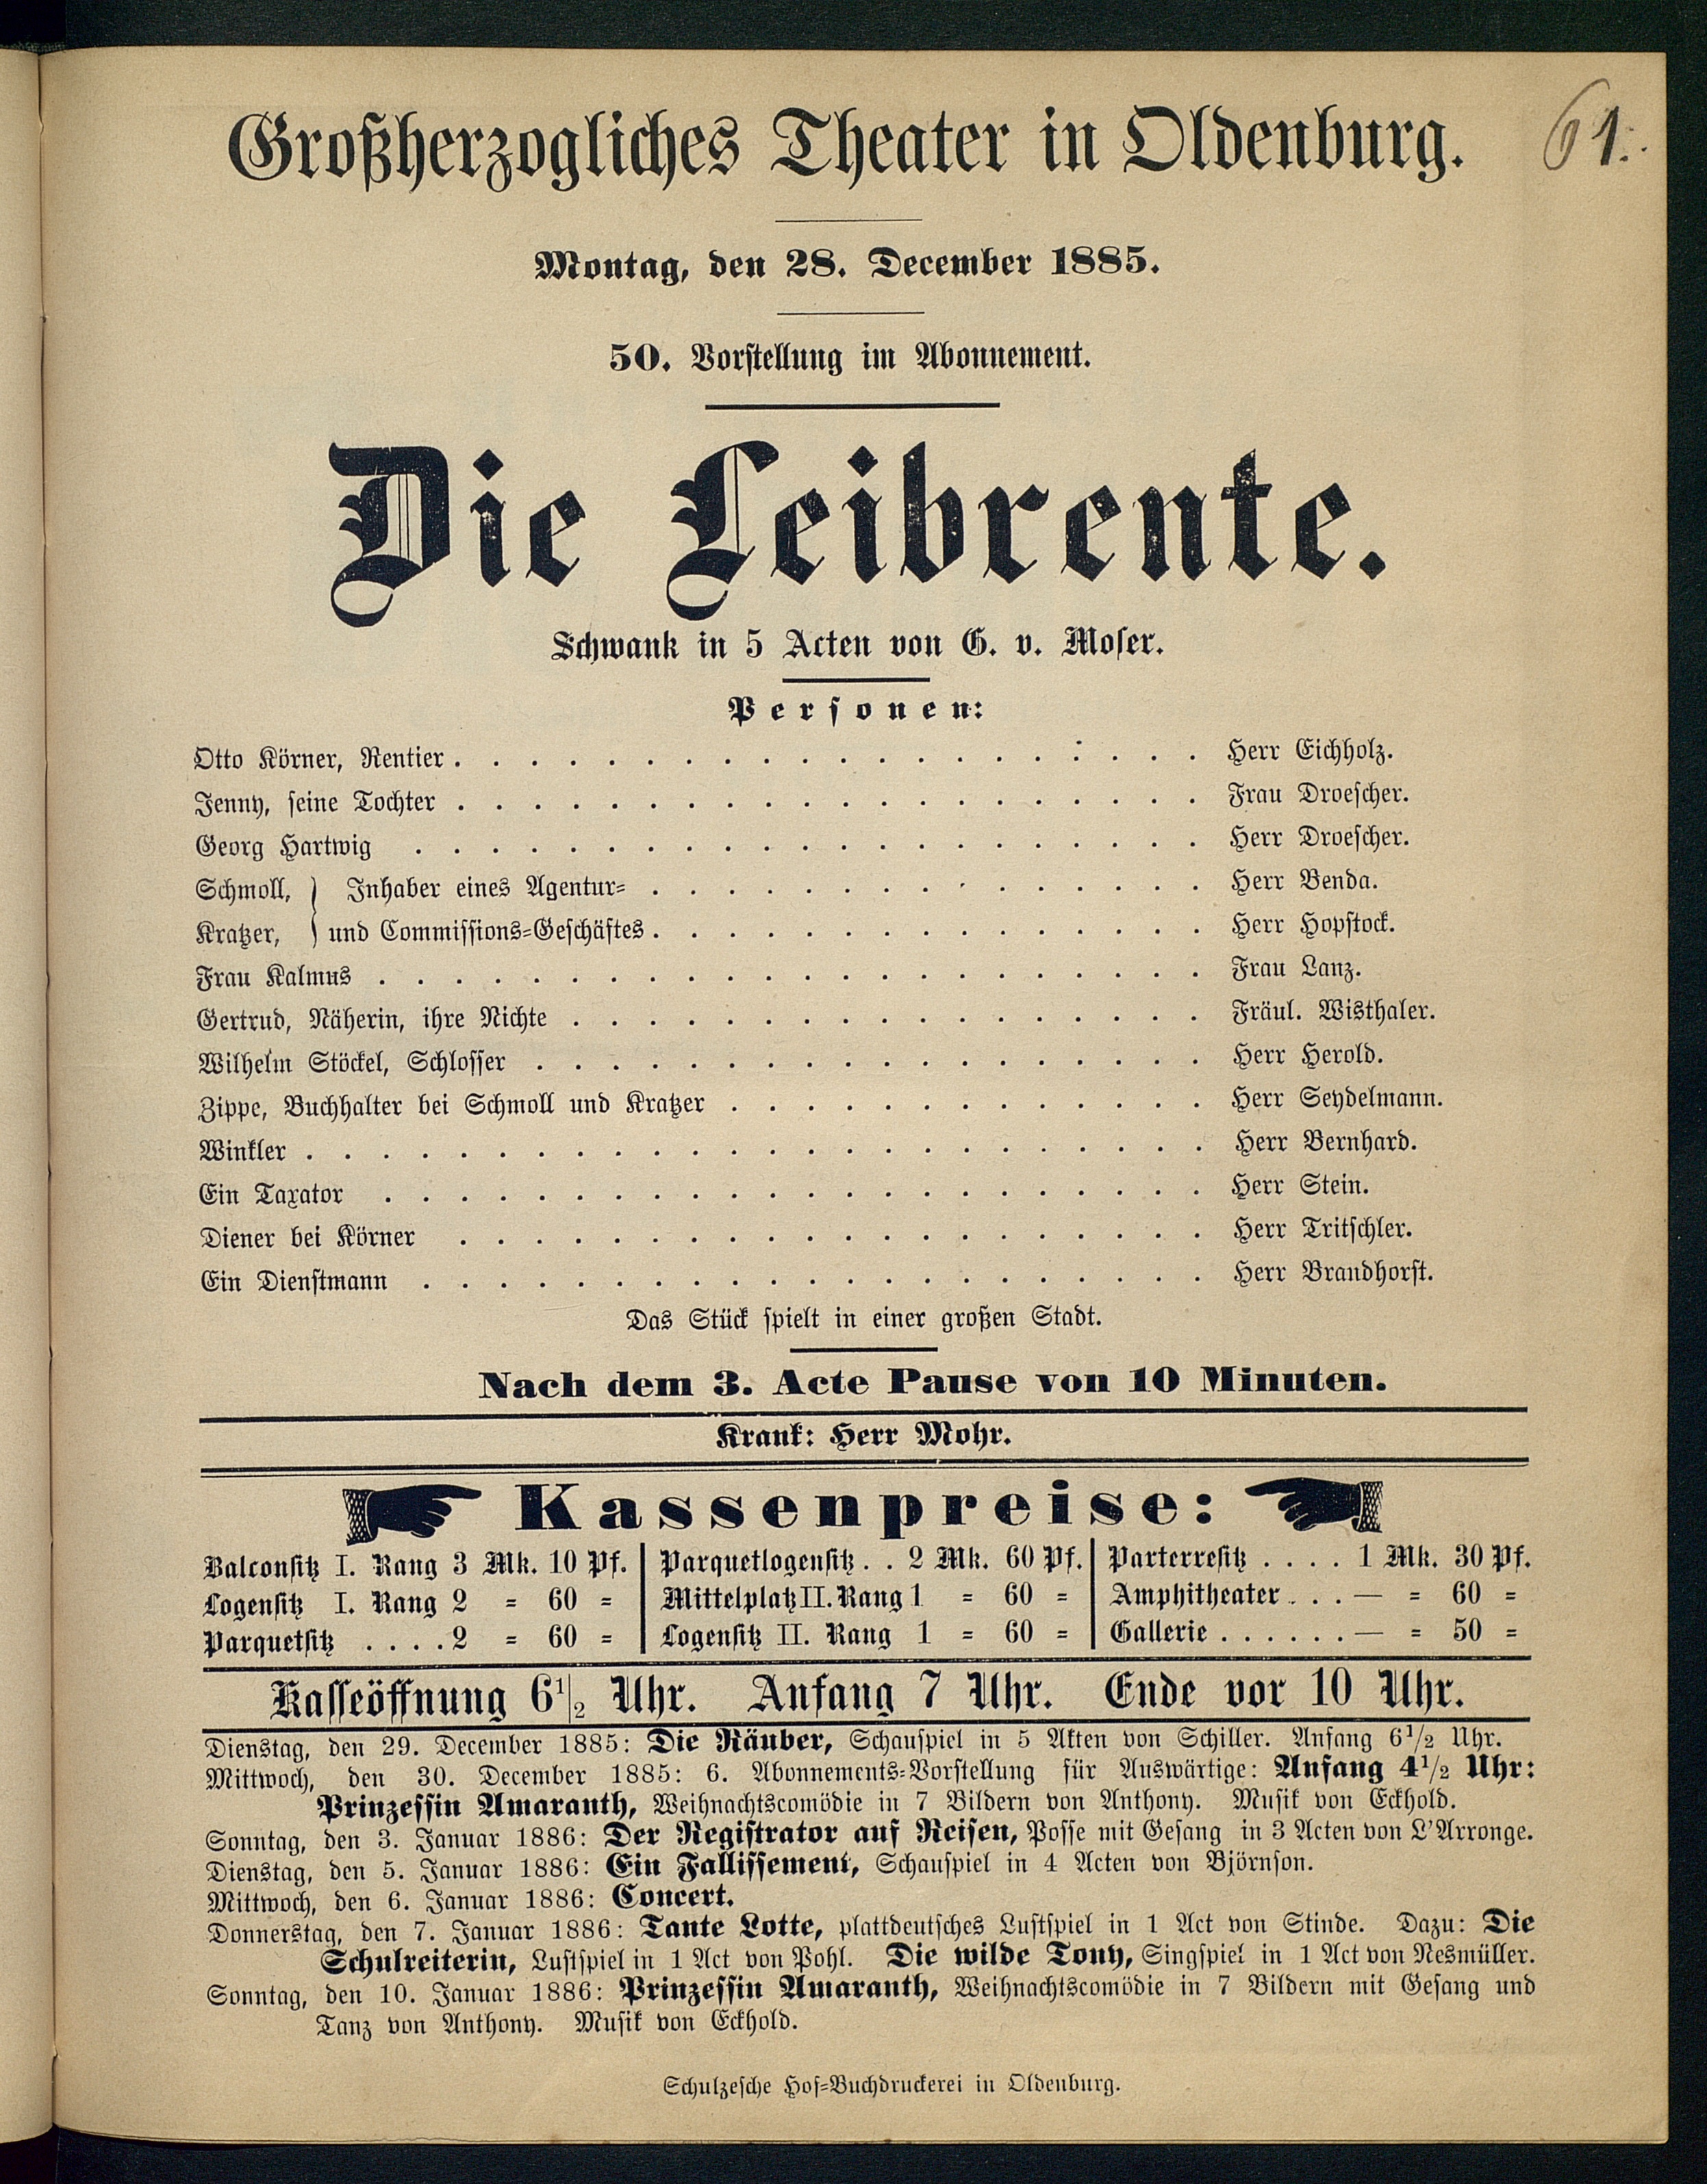 61.
Großherzogliches Theater in Oldenburg.
Montag, den 28. December 1885.
50. Vorstellung im Abonnement.
Die Leibrente.
Schwank in 5 Acten von G. v. Moser.
Personen:
Otto Körner, Rentier . . . . . . . . . . . . . . . . . . . . Herr Eichholz.
Jenny, seine Tochter . . . . . . . . . . . . . . . . . . . . Frau Droescher.
Georg Hartwig . . . . . . . . . . . . . . . . . . . . . Herr Droescher.
Schmoll, } Inhaber eines Agentur= . . . . . . . . . . . . . . . Herr Benda.
Kratzer, } und Commissions=Geschäftes . . . . . . . . . . . . . . . Herr Hopstock.
Frau Kalmus . . . . . . . . . . . . . . . . . . . . . . Frau Lanz.
Gertrud, Näherin, ihre Nichte . . . . . . . . . . . . . . . . . Fräul. Wisthaler.
Wilhelm Stöckel, Schlosser . . . . . . . . . . . . . . . . . . Herr Herold.
Zippe, Buchhalter bei Schmoll und Kratzer . . . . . . . . . . . . . Herr Seydelmann.
Winkler . . . . . . . . . . . . . . . . . . . . . . . . Herr Bernhard.
Ein Taxator . . . . . . . . . . . . . . . . . . . . . . Herr Stein.
Diener bei Körner . . . . . . . . . . . . . . . . . . . . Herr Tritschler.
Ein Dienstmann . . . . . . . . . . . . . . . . . . . . . Herr Brandhorst.
Das Stück spielt in einer großen Stadt.
Nach dem 3. Acte Pause von 10 Minuten.
Krank: Herr Mohr.
Kassenpreise:
Balconsitz I. Rang 3 Mk. 10 Pf. | Parquetlogensitz . . 2 Mk. 60 Pf. | Parterresitz . . . . 1 Mk. 30 Pf.
Logensitz I. Rang 2 = 60 = | Mittelplatz II. Rang 1 = 60 = | Amphitheater . . . — = 60 =
Parquetsitz . . . . 2 = 60 = | Logensitz II. Rang 1 = 60 = | Gallerie . . . . . . — = 50 =
Kasseöffnung 6½ Uhr. Anfang 7 Uhr. Ende vor 10 Uhr.
Dienstag, den 29. December 1885: Die Räuber, Schauspiel in 5 Akten von Schiller. Anfang 6½ Uhr.
Mittwoch, den 30. December 1885: 6. Abonnements=Vorstellung für Auswärtige: Anfang 4½ Uhr:
Prinzessin Amaranth, Weihnachtscomödie in 7 Bildern von Anthony. Musik von Eckhold.
Sonntag, den 3. Januar 1886: Der Registrator auf Reisen, Posse mit Gesang in 3 Acten von L'Arronge.
Dienstag, den 5. Januar 1886: Ein Fallissement, Schauspiel in 4 Acten von Björnson.
Mittwoch, den 6. Januar 1886: Concert.
Donnerstag, den 7. Januar 1886: Tante Lotte, plattdeutsches Lustspiel in 1 Act von Stinde. Dazu: Die
Schulreiterin, Lustspiel in 1 Act von Pohl. Die wilde Tony, Singspiel in 1 Act von Nesmüller.
Sonntag, den 10. Januar 1886: Prinzessin Amaranth, Weihnachtscomödie in 7 Bildern mit Gesang und
Tanz von Anthony. Musik von Eckhold.
Schulzesche Hof=Buchdruckerei in Oldenburg.